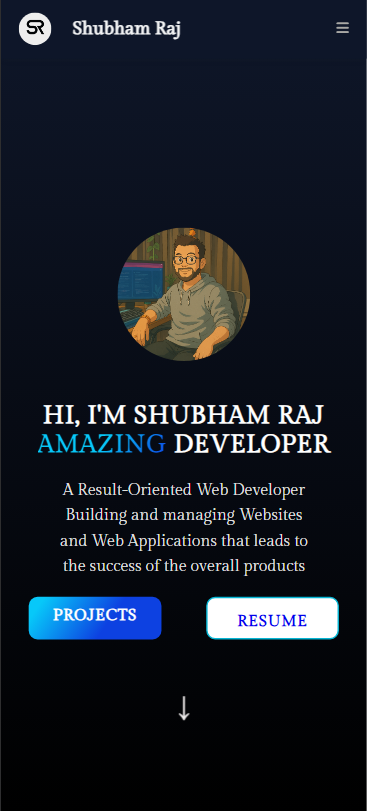 SR
Shubham Raj
HI, I'M SHUBHAM RAJ
AMAZING DEVELOPER
A Result-Oriented Web Developer
Building and managing Websites
and Web Applications that leads to
the success of the overall products
PROJECTS
RESUME